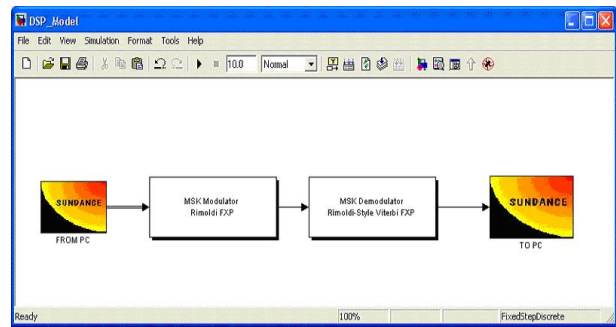 DSP_Model
File Edit View Simulation Format Tools Help
10.0 Normal
SUNDANCE
FROM PC
MSK Modulator
Rimoldi FXP
MSK Demodulator
Rimoldi-Style Viterbi FXP
SUNDANCE
TO PC
Ready 100% FixedStepDiscrete